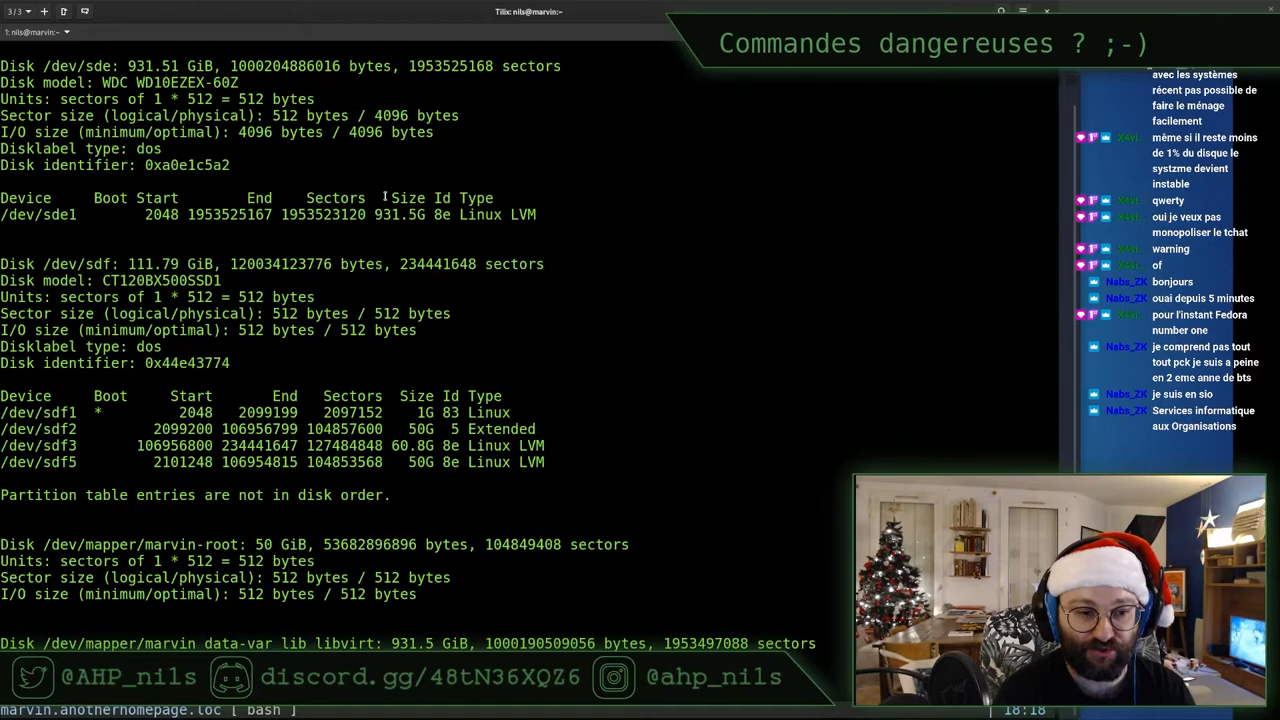 3/3
Tilix: nils@marvin:~
1: nils@marvin:~
Commandes dangereuses ? ;-)
Disk /dev/sde: 931.51 GiB, 1000204886016 bytes, 1953525168 sectors
Disk model: WDC WD10EZEX-60Z
Units: sectors of 1 * 512 = 512 bytes
Sector size (logical/physical): 512 bytes / 4096 bytes
I/O size (minimum/optimal): 4096 bytes / 4096 bytes
Disklabel type: dos
Disk identifier: 0xa0e1c5a2
Device     Boot Start        End    Sectors   Size Id Type
/dev/sde1        2048 1953525167 1953523120 931.5G 8e Linux LVM
Disk /dev/sdf: 111.79 GiB, 120034123776 bytes, 234441648 sectors
Disk model: CT120BX500SSD1
Units: sectors of 1 * 512 = 512 bytes
Sector size (logical/physical): 512 bytes / 512 bytes
I/O size (minimum/optimal): 512 bytes / 512 bytes
Disklabel type: dos
Disk identifier: 0x44e43774
Device     Boot     Start       End   Sectors  Size Id Type
/dev/sdf1  *         2048   2099199   2097152    1G 83 Linux
/dev/sdf2         2099200 106956799 104857600   50G  5 Extended
/dev/sdf3       106956800 234441647 127484848 60.8G 8e Linux LVM
/dev/sdf5         2101248 106954815 104853568   50G 8e Linux LVM
Partition table entries are not in disk order.
Disk /dev/mapper/marvin-root: 50 GiB, 53682896896 bytes, 104849408 sectors
Units: sectors of 1 * 512 = 512 bytes
Sector size (logical/physical): 512 bytes / 512 bytes
I/O size (minimum/optimal): 512 bytes / 512 bytes
Disk /dev/mapper/marvin data-var lib libvirt: 931.5 GiB, 1000190509056 bytes, 1953497088 sectors
avec les systèmes
récent pas possible de
faire le ménage
facilement
même si il reste moins
de 1% du disque le
systzme devient
instable
qwerty
oui je veux pas
monopoliser le tchat
warning
of
Nabs_ZK bonjours
Nabs_ZK ouai depuis 5 minutes
pour l'instant Fedora
number one
Nabs_ZK je comprend pas tout
tout pck je suis a peine
en 2 eme anne de bts
Nabs_ZK je suis en sio
Nabs_ZK Services informatique
aux Organisations
@AHP_nils discord.gg/48tN36XQZ6 @ahp_nils
marvin.anotherhomepage.loc [ bash ] 18:18